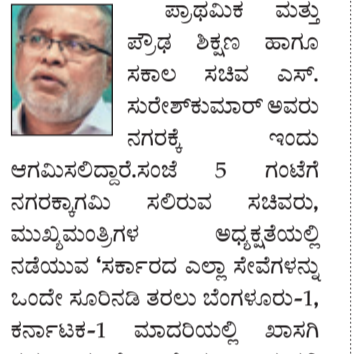 ಪ್ರಾಥಮಿಕ ಮತ್ತು
ಪ್ರೌಢ ಶಿಕ್ಷಣ ಹಾಗೂ
ಸಕಾಲ ಸಚಿವ ಎಸ್.
ಸುರೇಶ್‌ಕುಮಾರ್ ಅವರು
ನಗರಕ್ಕೆ ಇಂದು
ಆಗಮಿಸಲಿದ್ದಾರೆ.ಸಂಜೆ 5 ಗಂಟೆಗೆ
ನಗರಕ್ಕಾಗಮಿ ಸಲಿರುವ ಸಚಿವರು,
ಮುಖ್ಯಮಂತ್ರಿಗಳ ಅಧ್ಯಕ್ಷತೆಯಲ್ಲಿ
ನಡೆಯುವ ‘ಸರ್ಕಾರದ ಎಲ್ಲಾ ಸೇವೆಗಳನ್ನು
ಒಂದೇ ಸೂರಿನಡಿ ತರಲು ಬೆಂಗಳೂರು-1,
ಕರ್ನಾಟಕ-1 ಮಾದರಿಯಲ್ಲಿ ಖಾಸಗಿ